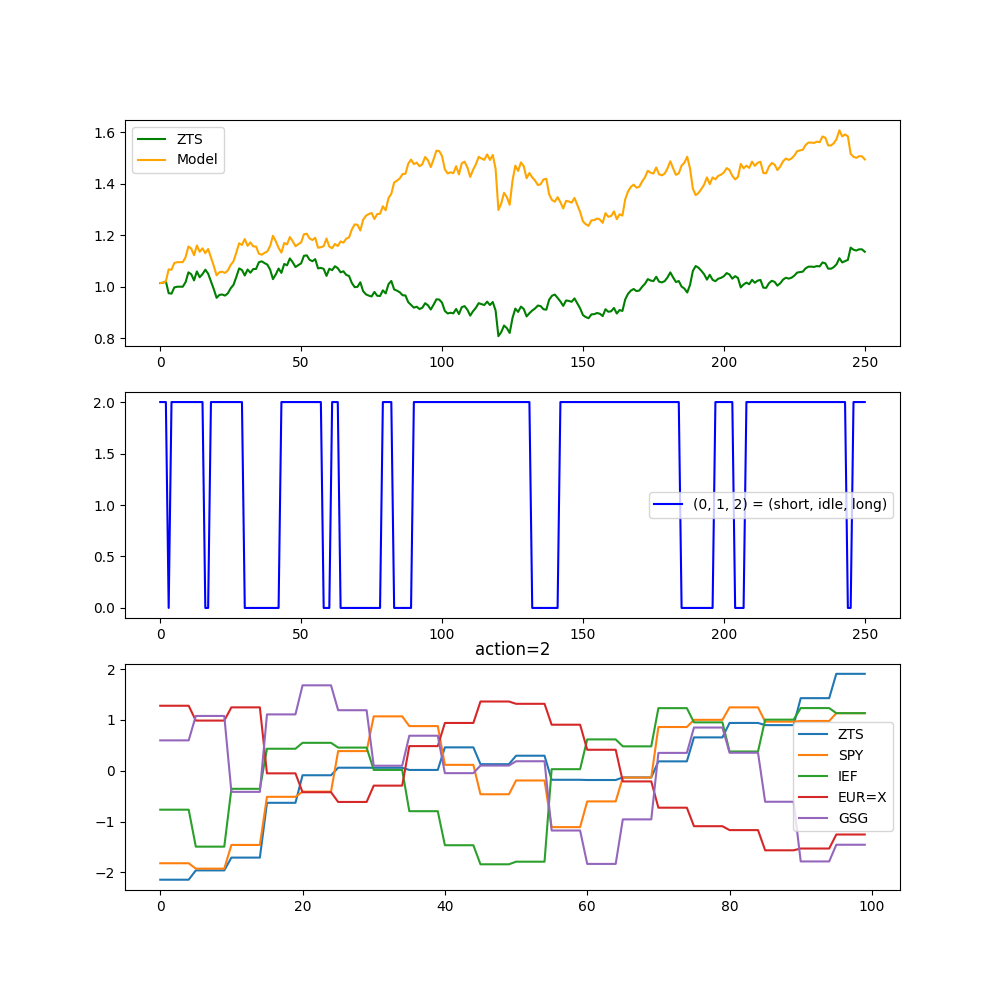 1.6
1.4
1.2
1.0
0.8
ZTS
Model
0 50 100 150 200 250
2.0
1.5
1.0
0.5
0.0
(0, 1, 2) = (short, idle, long)
0 50 100 150 200 250
action=2
2
1
0
−1
−2
ZTS
SPY
IEF
EUR=X
GSG
0 20 40 60 80 100